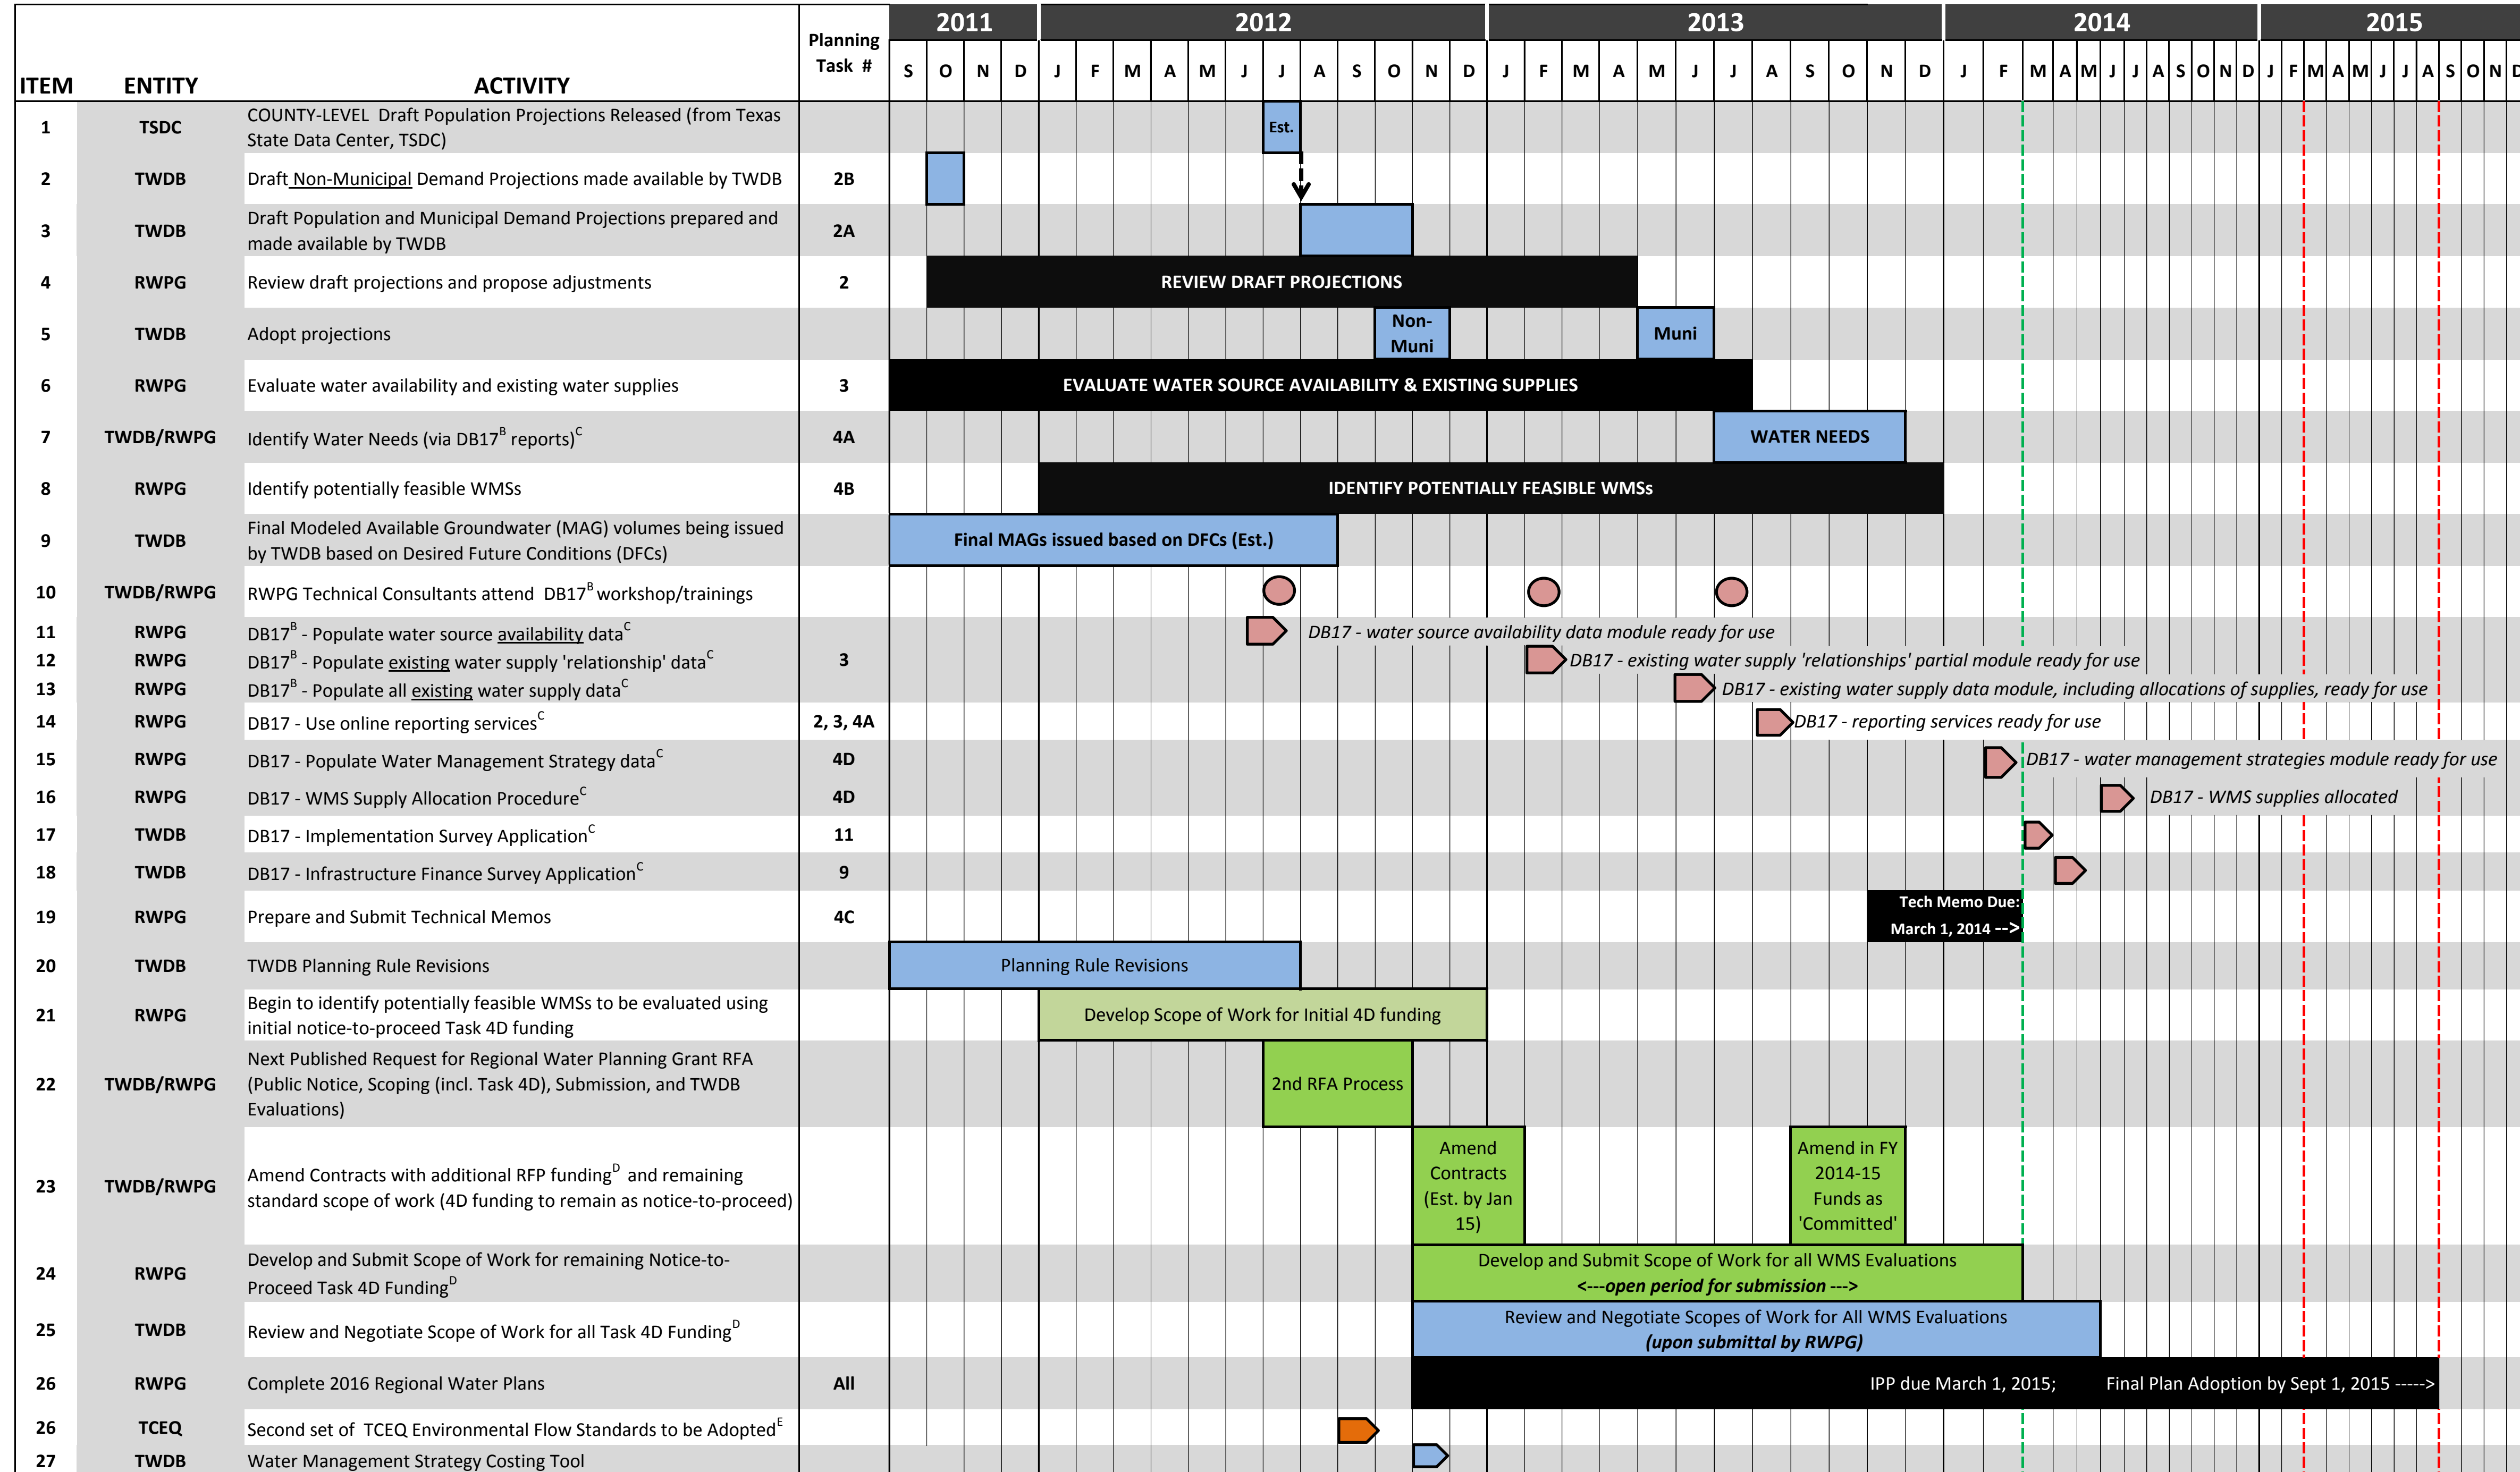 2011 2012 2013 2014 2015
Planning
Task #
ITEM ENTITY ACTIVITY
S O N D J F M A M J J A S O N D J F M A M J J A S O N D J F M A M J J A S O N D J F M A M J J A S O N D
1 TSDC COUNTY-LEVEL Draft Population Projections Released (from Texas
State Data Center, TSDC)
Est.
2 TWDB Draft Non-Municipal Demand Projections made available by TWDB 2B
3 TWDB Draft Population and Municipal Demand Projections prepared and
made available by TWDB
2A
4 RWPG Review draft projections and propose adjustments 2 REVIEW DRAFT PROJECTIONS
5 TWDB Adopt projections
Non-
Muni
Muni
6 RWPG Evaluate water availability and existing water supplies 3 EVALUATE WATER SOURCE AVAILABILITY & EXISTING SUPPLIES
7 TWDB/RWPG Identify Water Needs (via DB17B reports)C 4A WATER NEEDS
8 RWPG Identify potentially feasible WMSs 4B IDENTIFY POTENTIALLY FEASIBLE WMSs
9 TWDB Final Modeled Available Groundwater (MAG) volumes being issued
by TWDB based on Desired Future Conditions (DFCs)
Final MAGs issued based on DFCs (Est.)
10 TWDB/RWPG RWPG Technical Consultants attend DB17B workshop/trainings
11 RWPG DB17B - Populate water source availability dataC DB17 - water source availability data module ready for use
12 RWPG DB17B - Populate existing water supply 'relationship' dataC 3 DB17 - existing water supply 'relationships' partial module ready for use
13 RWPG DB17B - Populate all existing water supply dataC DB17 - existing water supply data module, including allocations of supplies, ready for use
14 RWPG DB17 - Use online reporting servicesC 2, 3, 4A DB17 - reporting services ready for use
15 RWPG DB17 - Populate Water Management Strategy dataC 4D DB17 - water management strategies module ready for use
16 RWPG DB17 - WMS Supply Allocation ProcedureC 4D DB17 - WMS supplies allocated
17 TWDB DB17 - Implementation Survey ApplicationC 11
18 TWDB DB17 - Infrastructure Finance Survey ApplicationC 9
19 RWPG Prepare and Submit Technical Memos 4C
Tech Memo Due:
March 1, 2014 -->
20 TWDB TWDB Planning Rule Revisions Planning Rule Revisions
21 RWPG Begin to identify potentially feasible WMSs to be evaluated using
initial notice-to-proceed Task 4D funding
Develop Scope of Work for Initial 4D funding
22 TWDB/RWPG Next Published Request for Regional Water Planning Grant RFA
(Public Notice, Scoping (incl. Task 4D), Submission, and TWDB
Evaluations)
2nd RFA Process
23 TWDB/RWPG Amend Contracts with additional RFP fundingD and remaining
standard scope of work (4D funding to remain as notice-to-proceed)
Amend
Contracts
(Est. by Jan
15)
Amend in FY
2014-15
Funds as
'Committed'
24 RWPG Develop and Submit Scope of Work for remaining Notice-to-
Proceed Task 4D FundingD
Develop and Submit Scope of Work for all WMS Evaluations
<---open period for submission --->
25 TWDB Review and Negotiate Scope of Work for all Task 4D FundingD
Review and Negotiate Scopes of Work for All WMS Evaluations
(upon submittal by RWPG)
26 RWPG Complete 2016 Regional Water Plans All IPP due March 1, 2015; Final Plan Adoption by Sept 1, 2015 ----->
26 TCEQ Second set of TCEQ Environmental Flow Standards to be AdoptedE
27 TWDB Water Management Strategy Costing Tool